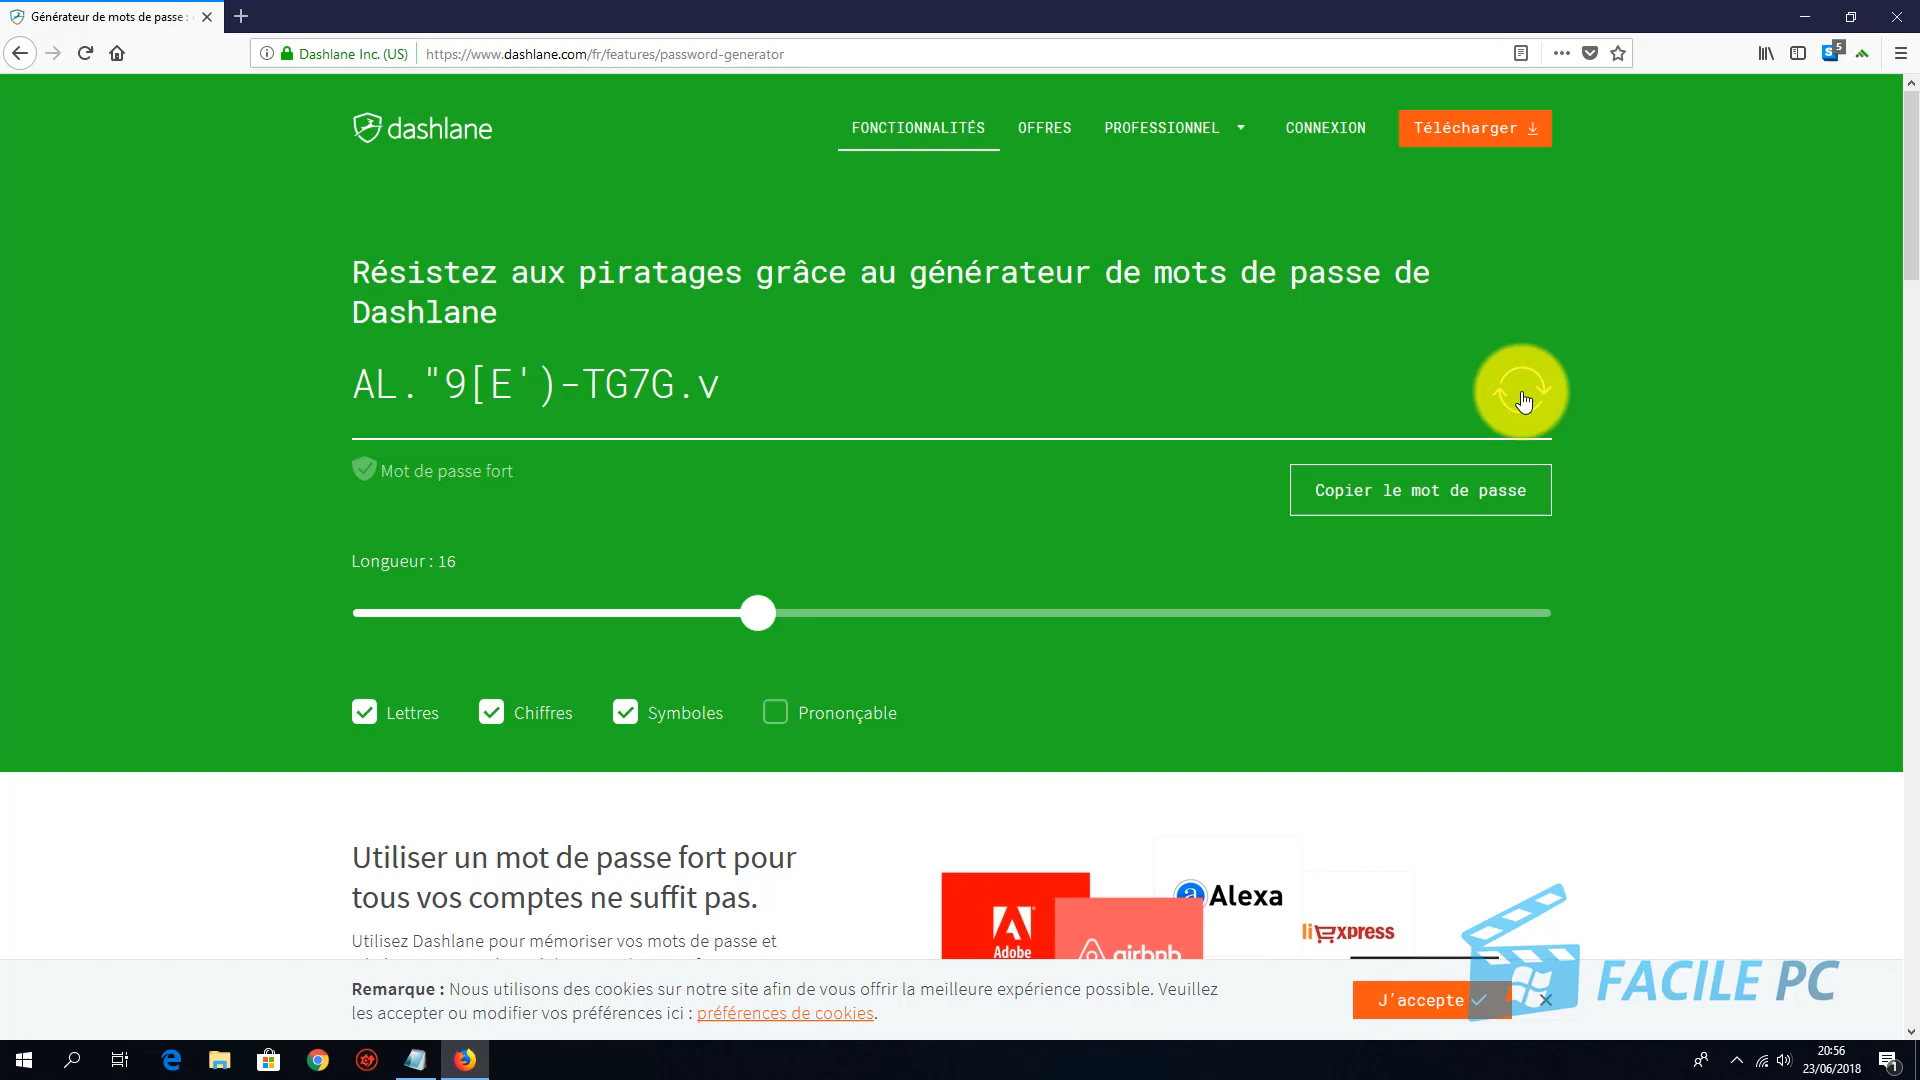 Générateur de mots de passe :
Dashlane Inc. (US)
https://www.dashlane.com/fr/features/password-generator
5
dashlane
FONCTIONNALITÉS
OFFRES
PROFESSIONNEL
CONNEXION
Télécharger
Résistez aux piratages grâce au générateur de mots de passe de
Dashlane
AL."9[E')-TG7G.v
Mot de passe fort
Copier le mot de passe
Longueur : 16
Lettres
Chiffres
Symboles
Prononçable
Utiliser un mot de passe fort pour
tous vos comptes ne suffit pas.
Utilisez Dashlane pour mémoriser vos mots de passe et
Adobe
airbnb
a Alexa
liexpress
Remarque : Nous utilisons des cookies sur notre site afin de vous offrir la meilleure expérience possible. Veuillez
les accepter ou modifier vos préférences ici : préférences de cookies.
J'accepte
FACILE PC
20:56
23/06/2018
1